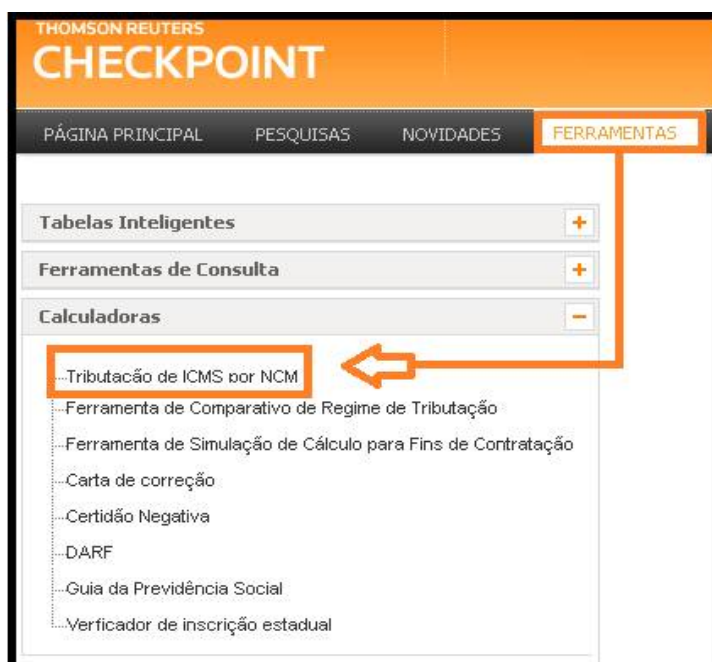 THOMSON REUTERS
CHECKPOINT
PÁGINA PRINCIPAL PESQUISAS NOVIDADES FERRAMENTAS
Tabelas Inteligentes
Ferramentas de Consulta
Calculadoras
Tributacão de ICMS por NCM
Ferramenta de Comparativo de Regime de Tributação
Ferramenta de Simulação de Cálculo para Fins de Contratação
Carta de correção
Certidão Negativa
DARF
Guia da Previdência Social
Verficador de inscrição estadual